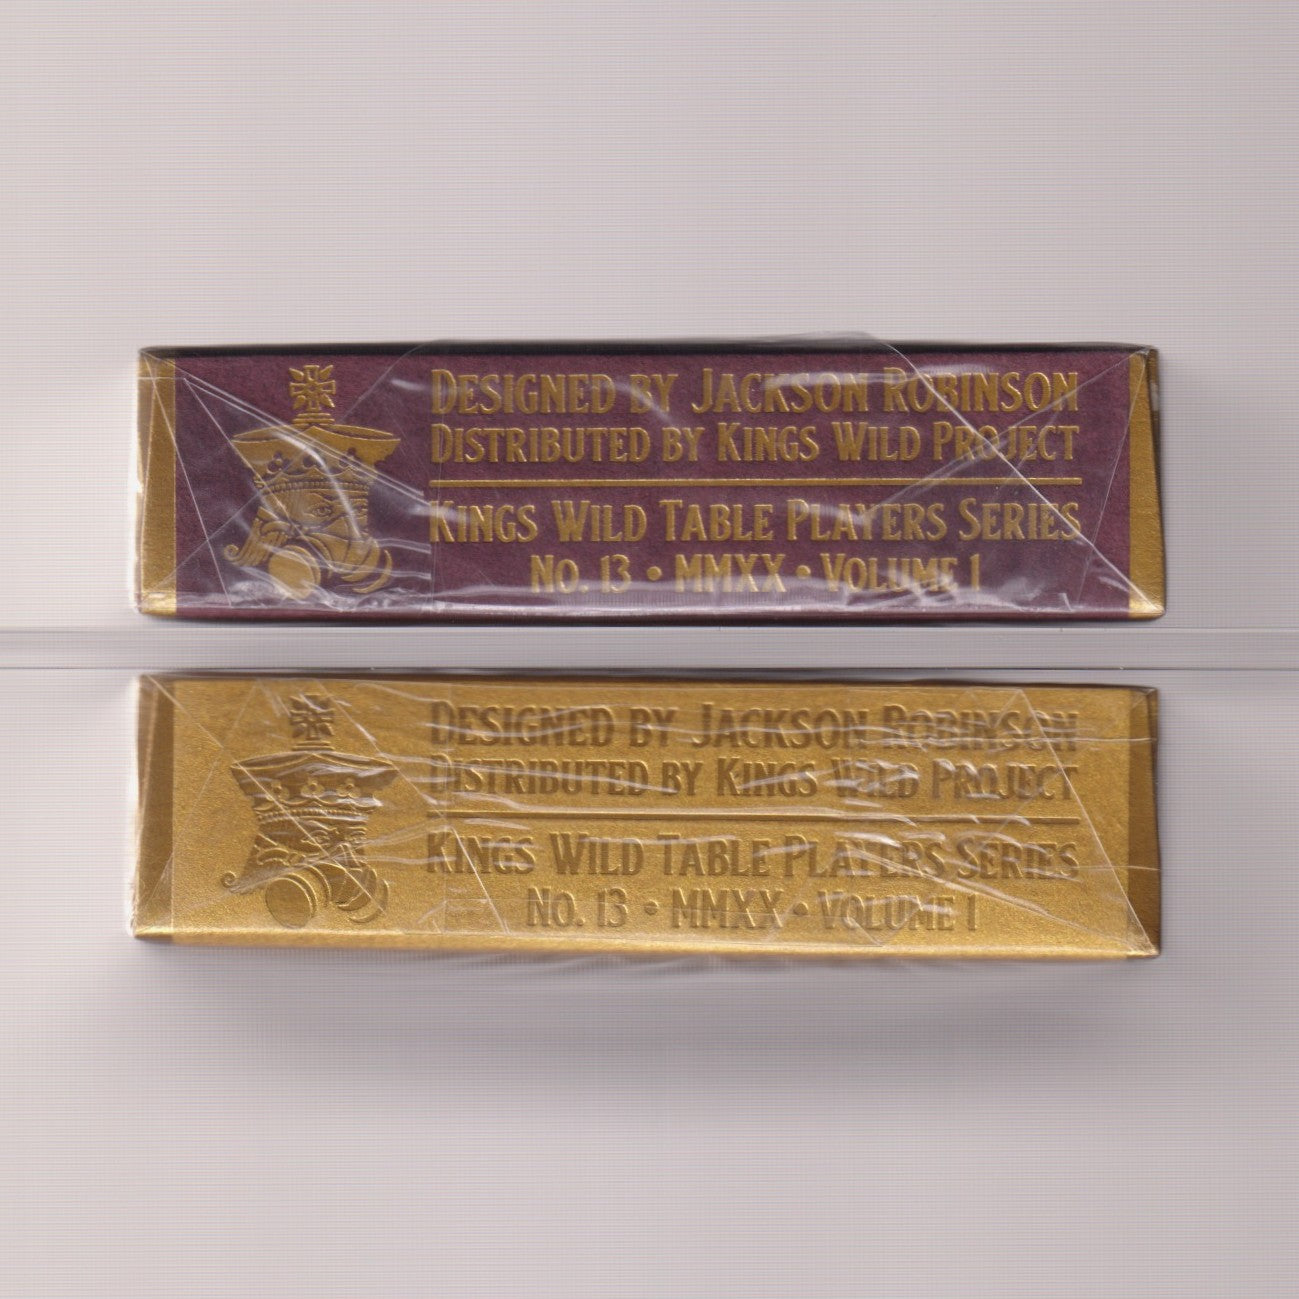 DESIGNED BY JACKSON ROBINSON
DISTRIBUTED BY KINGS WILD PROJECT
KINGS WILD TABLE PLAYERS SERIES
NO. 13 • MMXX • VOLUME 1
DESIGNED BY JACKSON ROBINSON
DISTRIBUTED BY KINGS WILD PROJECT
KINGS WILD TABLE PLAYERS SERIES
NO. 13 • MMXX • VOLUME 1